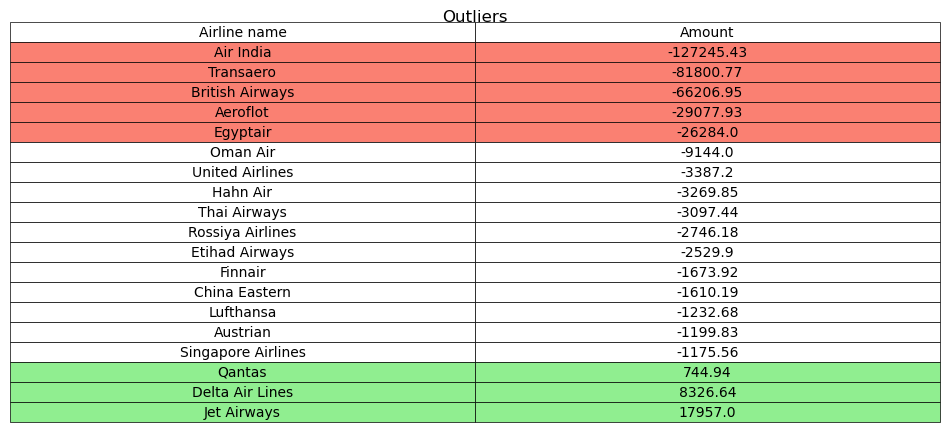 Outliers
Airline name Amount
Air India -127245.43
Transaero -81800.77
British Airways -66206.95
Aeroflot -29077.93
Egyptair -26284.0
Oman Air -9144.0
United Airlines -3387.2
Hahn Air -3269.85
Thai Airways -3097.44
Rossiya Airlines -2746.18
Etihad Airways -2529.9
Finnair -1673.92
China Eastern -1610.19
Lufthansa -1232.68
Austrian -1199.83
Singapore Airlines -1175.56
Qantas 744.94
Delta Air Lines 8326.64
Jet Airways 17957.0